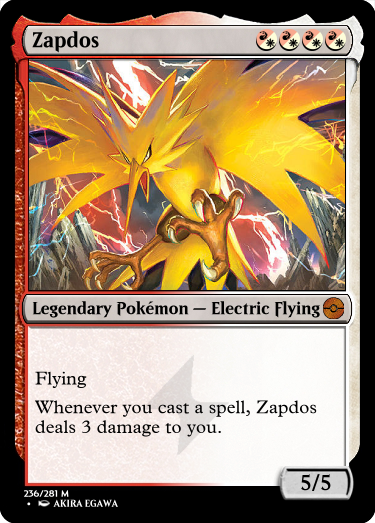 Zapdos
Legendary Pokémon — Electric Flying
Flying
Whenever you cast a spell, Zapdos
deals 3 damage to you.
5/5
236/281 M
• AKIRA EGAWA